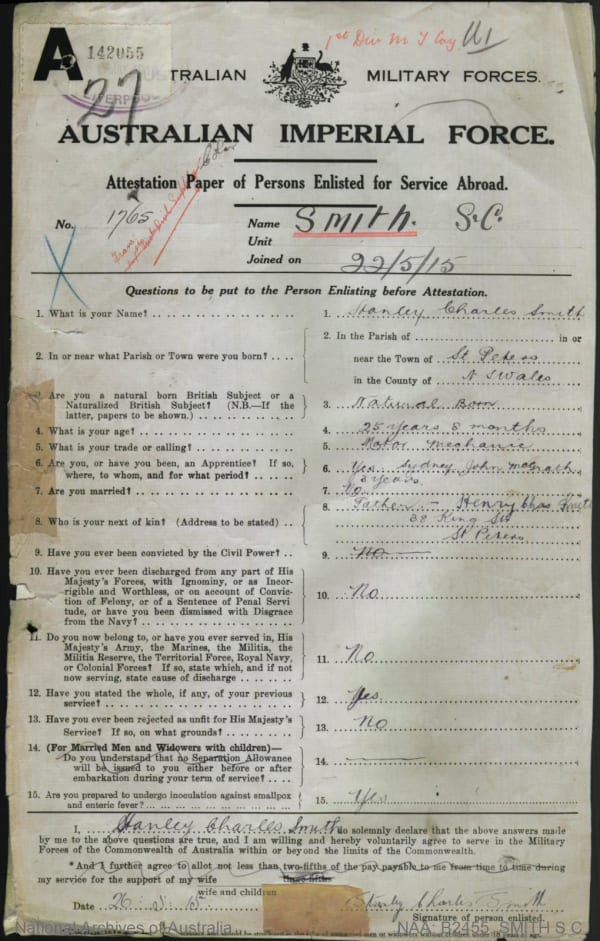 1st Div M T Coy
A
142055
27
LIVERPOOL
TRALIAN MILITARY FORCES.
AUSTRALIAN IMPERIAL FORCE.
Attestation Paper of Persons Enlisted for Service Abroad.
No. 1765
Name SMITH. S.C.
Unit
Joined on 22/5/15
Questions to be put to the Person Enlisting before Attestation.
1. What is your Name? 1. Stanley Charles Smith
2. In or near what Parish or Town were you born? 2. In the Parish of in or
near the Town of St Peters
in the County of N S Wales
3. Are you a natural born British Subject or a
Naturalized British Subject? (N.B.—If the
latter, papers to be shown.) 3. Natural Born
4. What is your age? 4. 25 years 8 months
5. What is your trade or calling? 5. Motor Mechanic
6. Are you, or have you been, an Apprentice? If so,
where, to whom, and for what period? 6. Yes Sydney John McGrath
3 years.
7. Are you married? 7. No
8. Who is your next of kin? (Address to be stated) 8. Father – Henry Chas Smith
38 King St
St Peters
9. Have you ever been convicted by the Civil Power? 9. No
10. Have you ever been discharged from any part of His
Majesty's Forces, with Ignominy, or as Incor-
rigible and Worthless, or on account of Convic-
tion of Felony, or of a Sentence of Penal Servi
tude, or have you been dismissed with Disgrace
from the Navy? 10. No
11. Do you now belong to, or have you ever served in, His
Majesty's Army, the Marines, the Militia, the
Militia Reserve, the Territorial Force, Royal Navy,
or Colonial Forces? If so, state which, and if not
now serving, state cause of discharge 11. No
12. Have you stated the whole, if any, of your previous
service? 12. Yes
13. Have you ever been rejected as unfit for His Majesty's
Service? If so, on what grounds? 13. No
14. (For Married Men and Widowers with children)—
Do you understand that no Separation Allowance
will be issued to you either before or after
embarkation during your term of service? 14.
15. Are you prepared to undergo inoculation against smallpox
and enteric fever? 15. Yes
I, Stanley Charles Smith do solemnly declare that the above answers made
by me to the above questions are true, and I am willing and hereby voluntarily agree to serve in the Military
Forces of the Commonwealth of Australia within or beyond the limits of the Commonwealth.
*And I further agree to allot not less than two-fifths of the pay payable to me from time to time during
three-fifths
my service for the support of my wife
wife and children
Date 26 15 Stanley Charles Smith
Signature of person enlisted.
National Archives of Australia NAA: B2455, SMITH S C